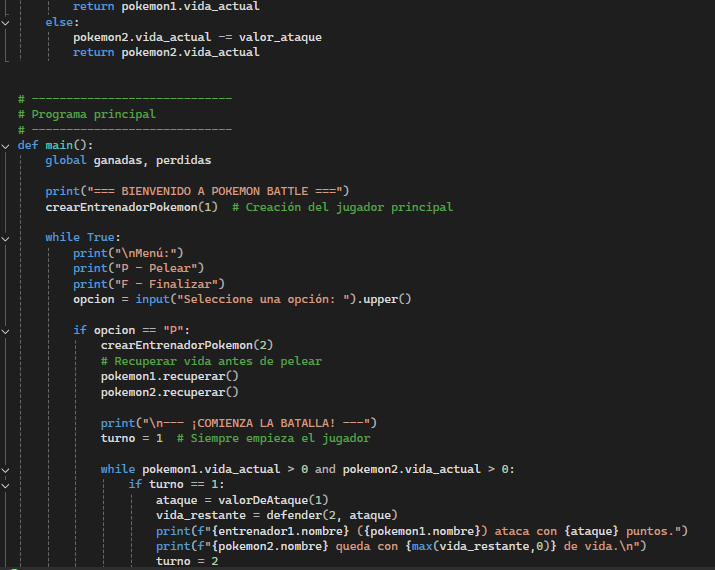 return pokemon1.vida_actual
else:
pokemon2.vida_actual -= valor_ataque
return pokemon2.vida_actual
# -----------------------------
# Programa principal
# -----------------------------
def main():
global ganadas, perdidas
print("=== BIENVENIDO A POKEMON BATTLE ===")
crearEntrenadorPokemon(1)  # Creación del jugador principal
while True:
print("\nMenú:")
print("P - Pelear")
print("F - Finalizar")
opcion = input("Seleccione una opción: ").upper()
if opcion == "P":
crearEntrenadorPokemon(2)
# Recuperar vida antes de pelear
pokemon1.recuperar()
pokemon2.recuperar()
print("\n--- ¡COMIENZA LA BATALLA! ---")
turno = 1  # Siempre empieza el jugador
while pokemon1.vida_actual > 0 and pokemon2.vida_actual > 0:
if turno == 1:
ataque = valorDeAtaque(1)
vida_restante = defender(2, ataque)
print(f"{entrenador1.nombre} ({pokemon1.nombre}) ataca con {ataque} puntos.")
print(f"{pokemon2.nombre} queda con {max(vida_restante,0)} de vida.\n")
turno = 2